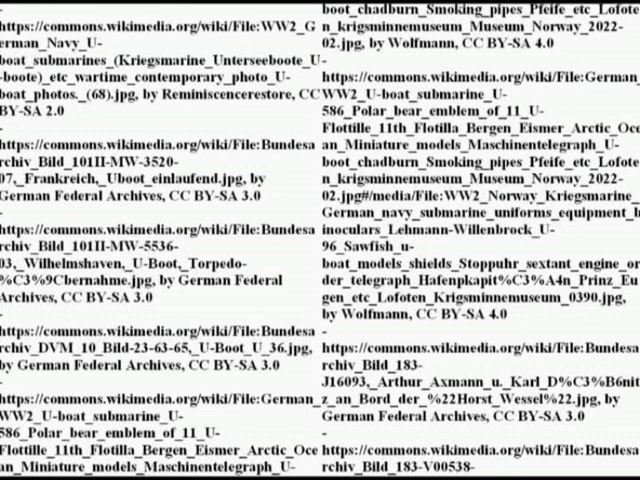 -
https://commons.wikimedia.org/wiki/File:WW2_G
erman_Navy_U-
boat_submarines_(Kriegsmarine_Unterseeboote_U
-boote)_etc_wartime_contemporary_photo_U-
boat_photos._(68).jpg, by Reminiscencerestore, CC
BY-SA 2.0
-
https://commons.wikimedia.org/wiki/File:Bundesa
rchiv_Bild_101II-MW-3520-
07,_Frankreich,_Uboot_einlaufend.jpg, by
German Federal Archives, CC BY-SA 3.0
-
https://commons.wikimedia.org/wiki/File:Bundesa
rchiv_Bild_101II-MW-5536-
03,_Wilhelmshaven,_U-Boot,_Torpedo-
%C3%9Cbernahme.jpg, by German Federal
Archives, CC BY-SA 3.0
-
https://commons.wikimedia.org/wiki/File:Bundesa
rchiv_DVM_10_Bild-23-63-65,_U-Boot_U_36.jpg,
by German Federal Archives, CC BY-SA 3.0
-
https://commons.wikimedia.org/wiki/File:German_
WW2_U-boat_submarine_U-
586_Polar_bear_emblem_of_11_U-
Flottille_11th_Flotilla_Bergen_Eismer_Arctic_Oce
an_Miniature_models_Maschinentelegraph_U-
boot_chadburn_Smoking_pipes_Pfeife_etc_Lofote
n_krigsminnemuseum_Museum_Norway_2022-
02.jpg, by Wolfmann, CC BY-SA 4.0
-
https://commons.wikimedia.org/wiki/File:German_
WW2_U-boat_submarine_U-
586_Polar_bear_emblem_of_11_U-
Flottille_11th_Flotilla_Bergen_Eismer_Arctic_Oce
an_Miniature_models_Maschinentelegraph_U-
boot_chadburn_Smoking_pipes_Pfeife_etc_Lofote
n_krigsminnemuseum_Museum_Norway_2022-
02.jpg#/media/File:WW2_Norway_Kriegsmarine_
German_navy_submarine_uniforms_equipment_b
inoculars_Lehmann-Willenbrock_U-
96_Sawfish_u-
boat_models_shields_Stoppuhr_sextant_engine_or
der_telegraph_Hafenpkapit%C3%A4n_Prinz_Eu
gen_etc_Lofoten_Krigsminnemuseum_0390.jpg,
by Wolfmann, CC BY-SA 4.0
-
https://commons.wikimedia.org/wiki/File:Bundesa
rchiv_Bild_183-
J16093,_Arthur_Axmann_u._Karl_D%C3%B6nit
z_an_Bord_der_%22Horst_Wessel%22.jpg, by
German Federal Archives, CC BY-SA 3.0
-
https://commons.wikimedia.org/wiki/File:Bundesa
rchiv_Bild_183-V00538-